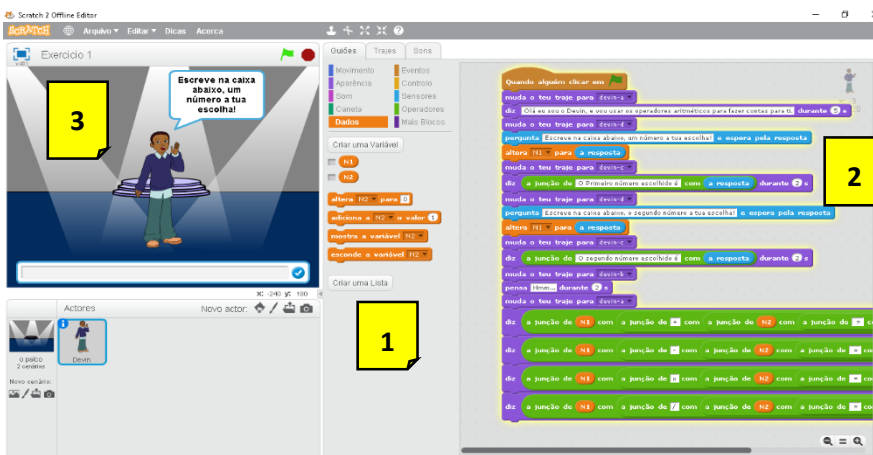 Scratch 2 Offline Editor
SCRATCH Arquivo Editar Dicas Acerca
Exercicio 1
v461
Escreve na caixa
abaixo, um
número a tua
escolha!
3
X: -240 y: 180
Actores
Novo actor:
o palco
2 cenários
Novo cenário:
Devin
Guiões Trajes Sons
Movimento Eventos
Aparência Controlo
Som Sensores
Caneta Operadores
Dados Mais Blocos
Criar uma Variável
N1
N2
altera N2 para 0
adiciona a N2 o valor 1
mostra a variável N2
esconde a variável N2
Criar uma Lista
1
Quando alguém clicar em
muda o teu traje para devin-a
diz Olá eu sou o Devin, e vou usar os operadores aritméticos para fazer contas para ti. durante 5 s
muda o teu traje para devin-d
pergunta Escreve na caixa abaixo, um número a tua escolha! e espera pela resposta
altera N1 para a resposta
muda o teu traje para devin-c
diz a junção de O Primeiro número escolhido é com a resposta durante 2 s
muda o teu traje para devin-d
pergunta Escreve na caixa abaixo, o segundo número a tua escolha! e espera pela resposta
altera N1 para a resposta
muda o teu traje para devin-c
diz a junção de O segundo número escolhido é com a resposta durante 2 s
muda o teu traje para devin-b
pensa Hmm... durante 2 s
muda o teu traje para devin-a
diz a junção de N1 com a junção de + com a junção de N2 com a junção de = co
diz a junção de N1 com a junção de - com a junção de N2 com a junção de = co
diz a junção de N1 com a junção de x com a junção de N2 com a junção de = co
diz a junção de N1 com a junção de / com a junção de N2 com a junção de = co
2